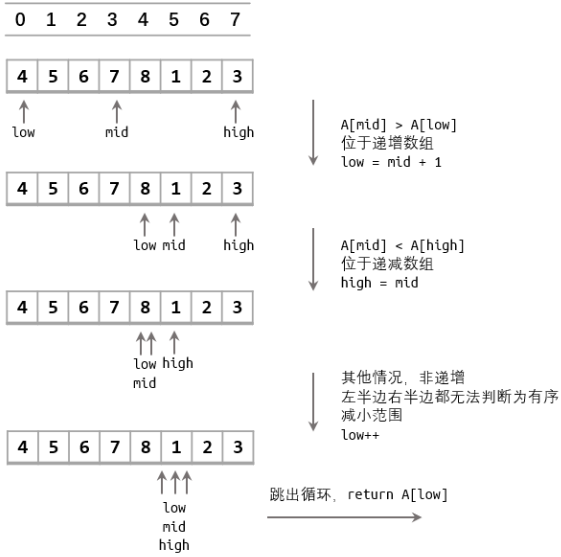 0 1 2 3 4 5 6 7
4 5 6 7 8 1 2 3
low mid high
A[mid] > A[low]
位于递增数组
low = mid + 1
4 5 6 7 8 1 2 3
low mid high
A[mid] < A[high]
位于递减数组
high = mid
4 5 6 7 8 1 2 3
low high
mid
其他情况，非递增
左半边右半边都无法判断为有序
减小范围
low++
4 5 6 7 8 1 2 3
low
mid
high
跳出循环，return A[low]